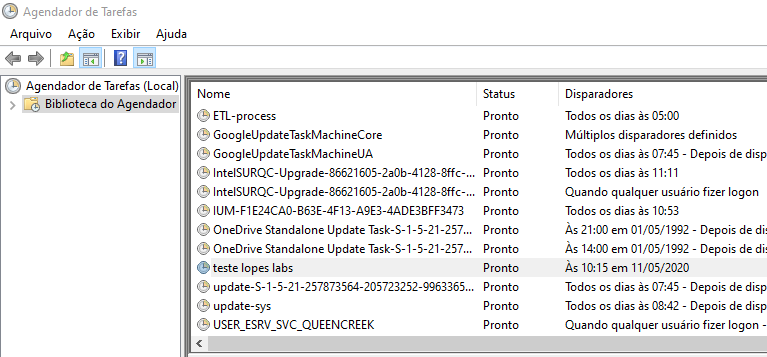 Agendador de Tarefas
Arquivo Ação Exibir Ajuda
Agendador de Tarefas (Local)
Biblioteca do Agendador
Nome Status Disparadores
ETL-process Pronto Todos os dias às 05:00
GoogleUpdateTaskMachineCore Pronto Múltiplos disparadores definidos
GoogleUpdateTaskMachineUA Pronto Todos os dias às 07:45 - Depois de disp
IntelSURQC-Upgrade-86621605-2a0b-4128-8ffc-... Pronto Todos os dias às 11:11
IntelSURQC-Upgrade-86621605-2a0b-4128-8ffc-... Pronto Quando qualquer usuário fizer logon
IUM-F1E24CA0-B63E-4F13-A9E3-4ADE3BFF3473 Pronto Todos os dias às 10:53
OneDrive Standalone Update Task-S-1-5-21-257... Pronto Às 21:00 em 01/05/1992 - Depois de dis
OneDrive Standalone Update Task-S-1-5-21-257... Pronto Às 14:00 em 01/05/1992 - Depois de dis
teste lopes labs Pronto Às 10:15 em 11/05/2020
update-S-1-5-21-257873564-205723252-9963365... Pronto Todos os dias às 07:45 - Depois de disp
update-sys Pronto Todos os dias às 08:42 - Depois de disp
USER_ESRV_SVC_QUEENCREEK Pronto Quando qualquer usuário fizer logon -